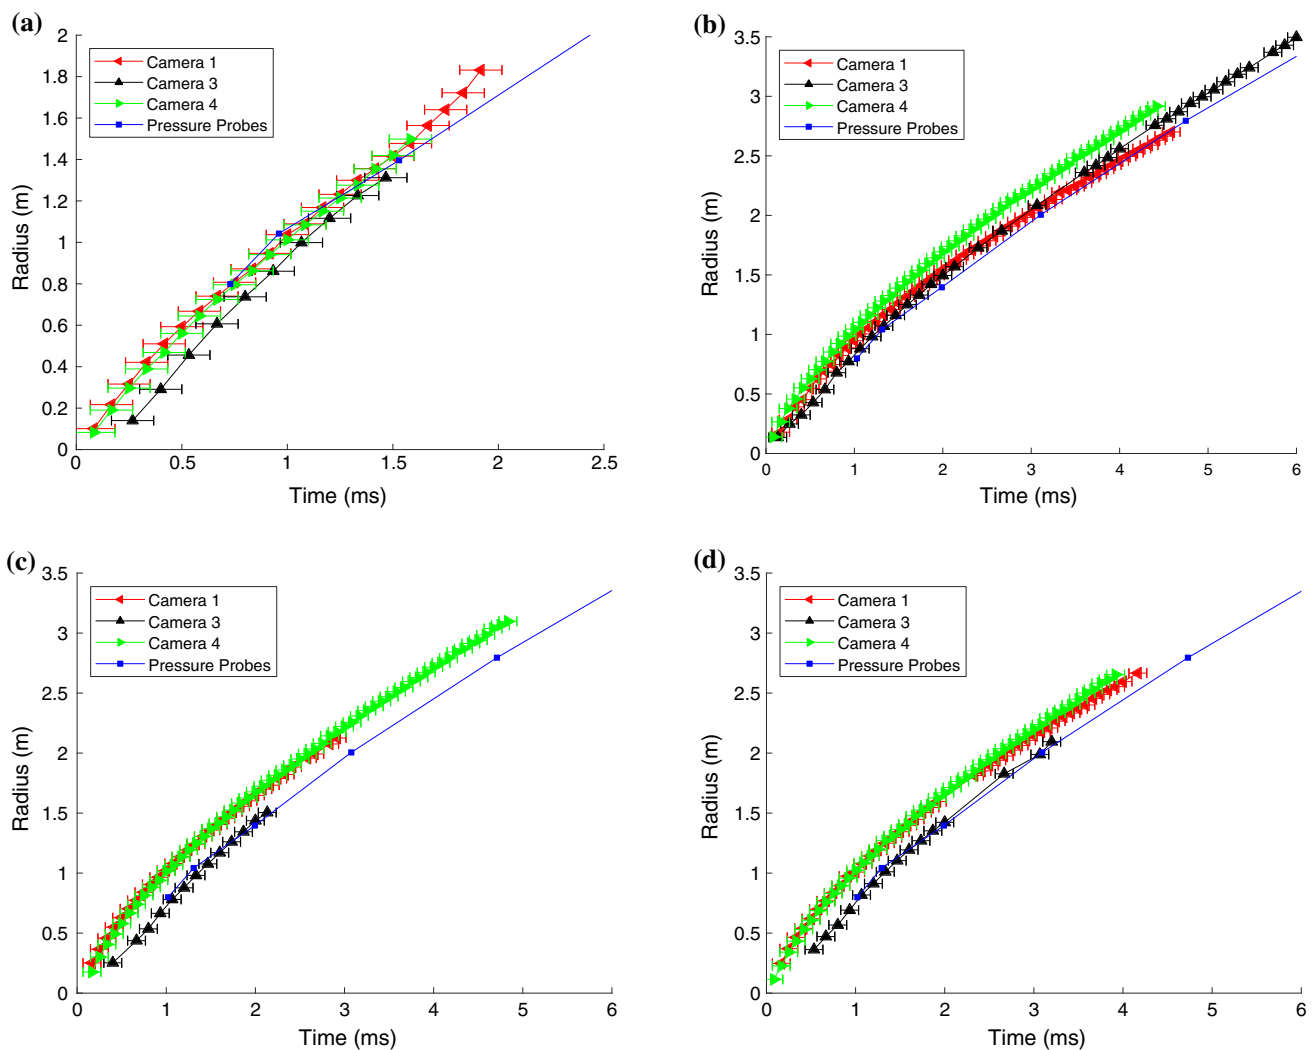 (a)
2
1.8
1.6
1.4
1.2
1
0.8
0.6
0.4
0.2
0
Radius (m)
Camera 1
Camera 3
Camera 4
Pressure Probes
0 0.5 1 1.5 2 2.5
Time (ms)
(b)
3.5
3
2.5
2
1.5
1
0.5
0
Radius (m)
Camera 1
Camera 3
Camera 4
Pressure Probes
0 1 2 3 4 5 6
Time (ms)
(c)
3.5
3
2.5
2
1.5
1
0.5
0
Radius (m)
Camera 1
Camera 3
Camera 4
Pressure Probes
0 1 2 3 4 5 6
Time (ms)
(d)
3.5
3
2.5
2
1.5
1
0.5
0
Radius (m)
Camera 1
Camera 3
Camera 4
Pressure Probes
0 1 2 3 4 5 6
Time (ms)